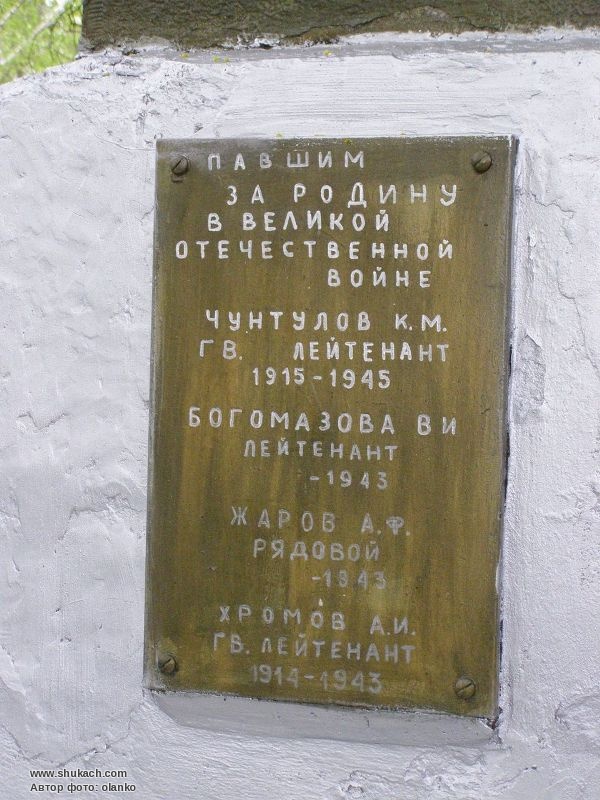 ПАВШИМ
ЗА РОДИНУ
В ВЕЛИКОЙ
ОТЕЧЕСТВЕННОЙ
ВОЙНЕ
ЧУНТУЛОВ К.М.
ГВ. ЛЕЙТЕНАНТ
1915-1945
БОГОМАЗОВА ВИ
ЛЕЙТЕНАНТ
-1943
ЖАРОВ А.Ф.
РЯДОВОЙ
-1943
ХРОМОВ А.И.
ГВ. ЛЕЙТЕНАНТ
1914-1943
www.shukach.com
Автор фото: olanko